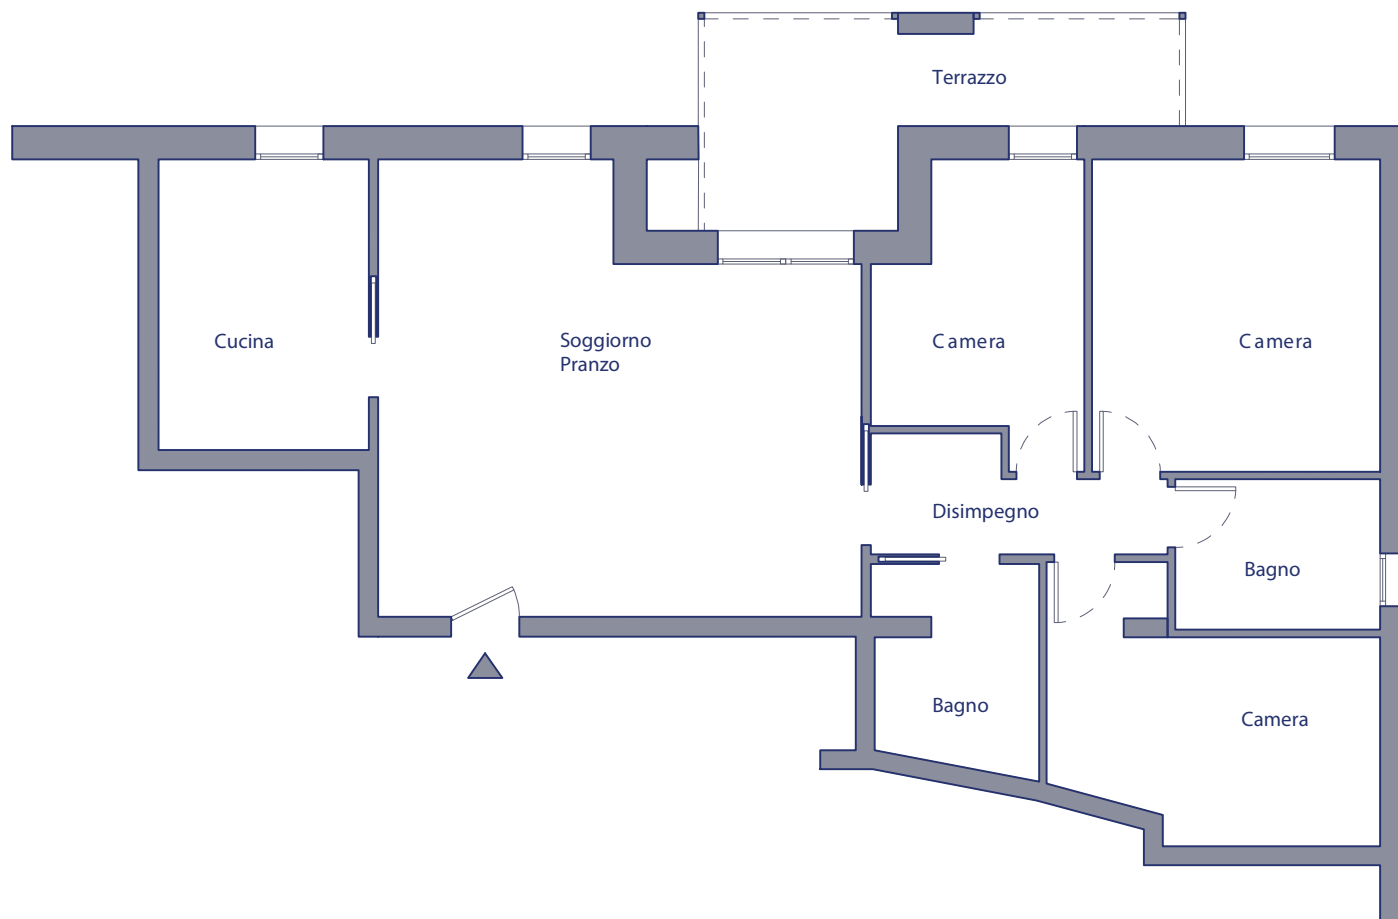 Terrazzo
Cucina
Soggiorno
Pranzo
Camera
Camera
Disimpegno
Bagno
Bagno
Camera